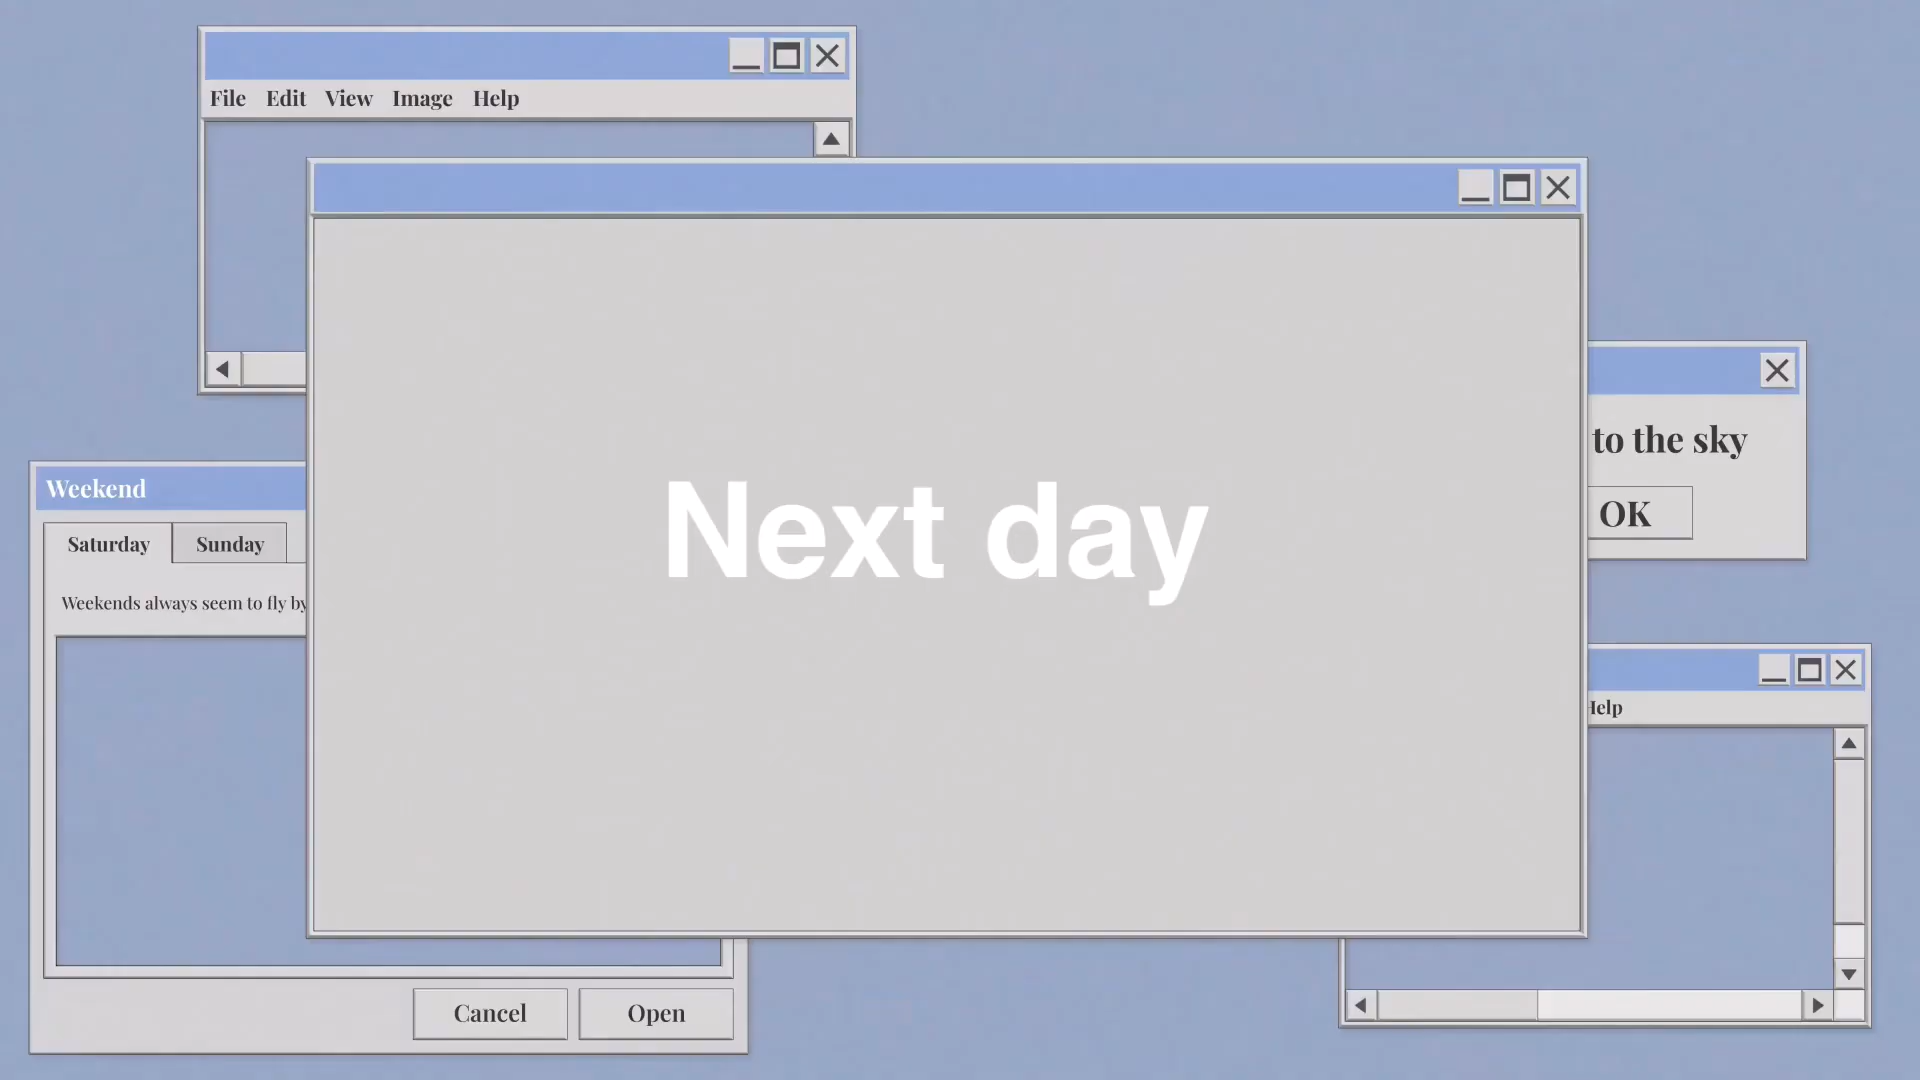 File Edit View Image Help
Next day
to the sky
OK
Weekend
Saturday Sunday
Weekends always seem to fly by
Help
Cancel Open